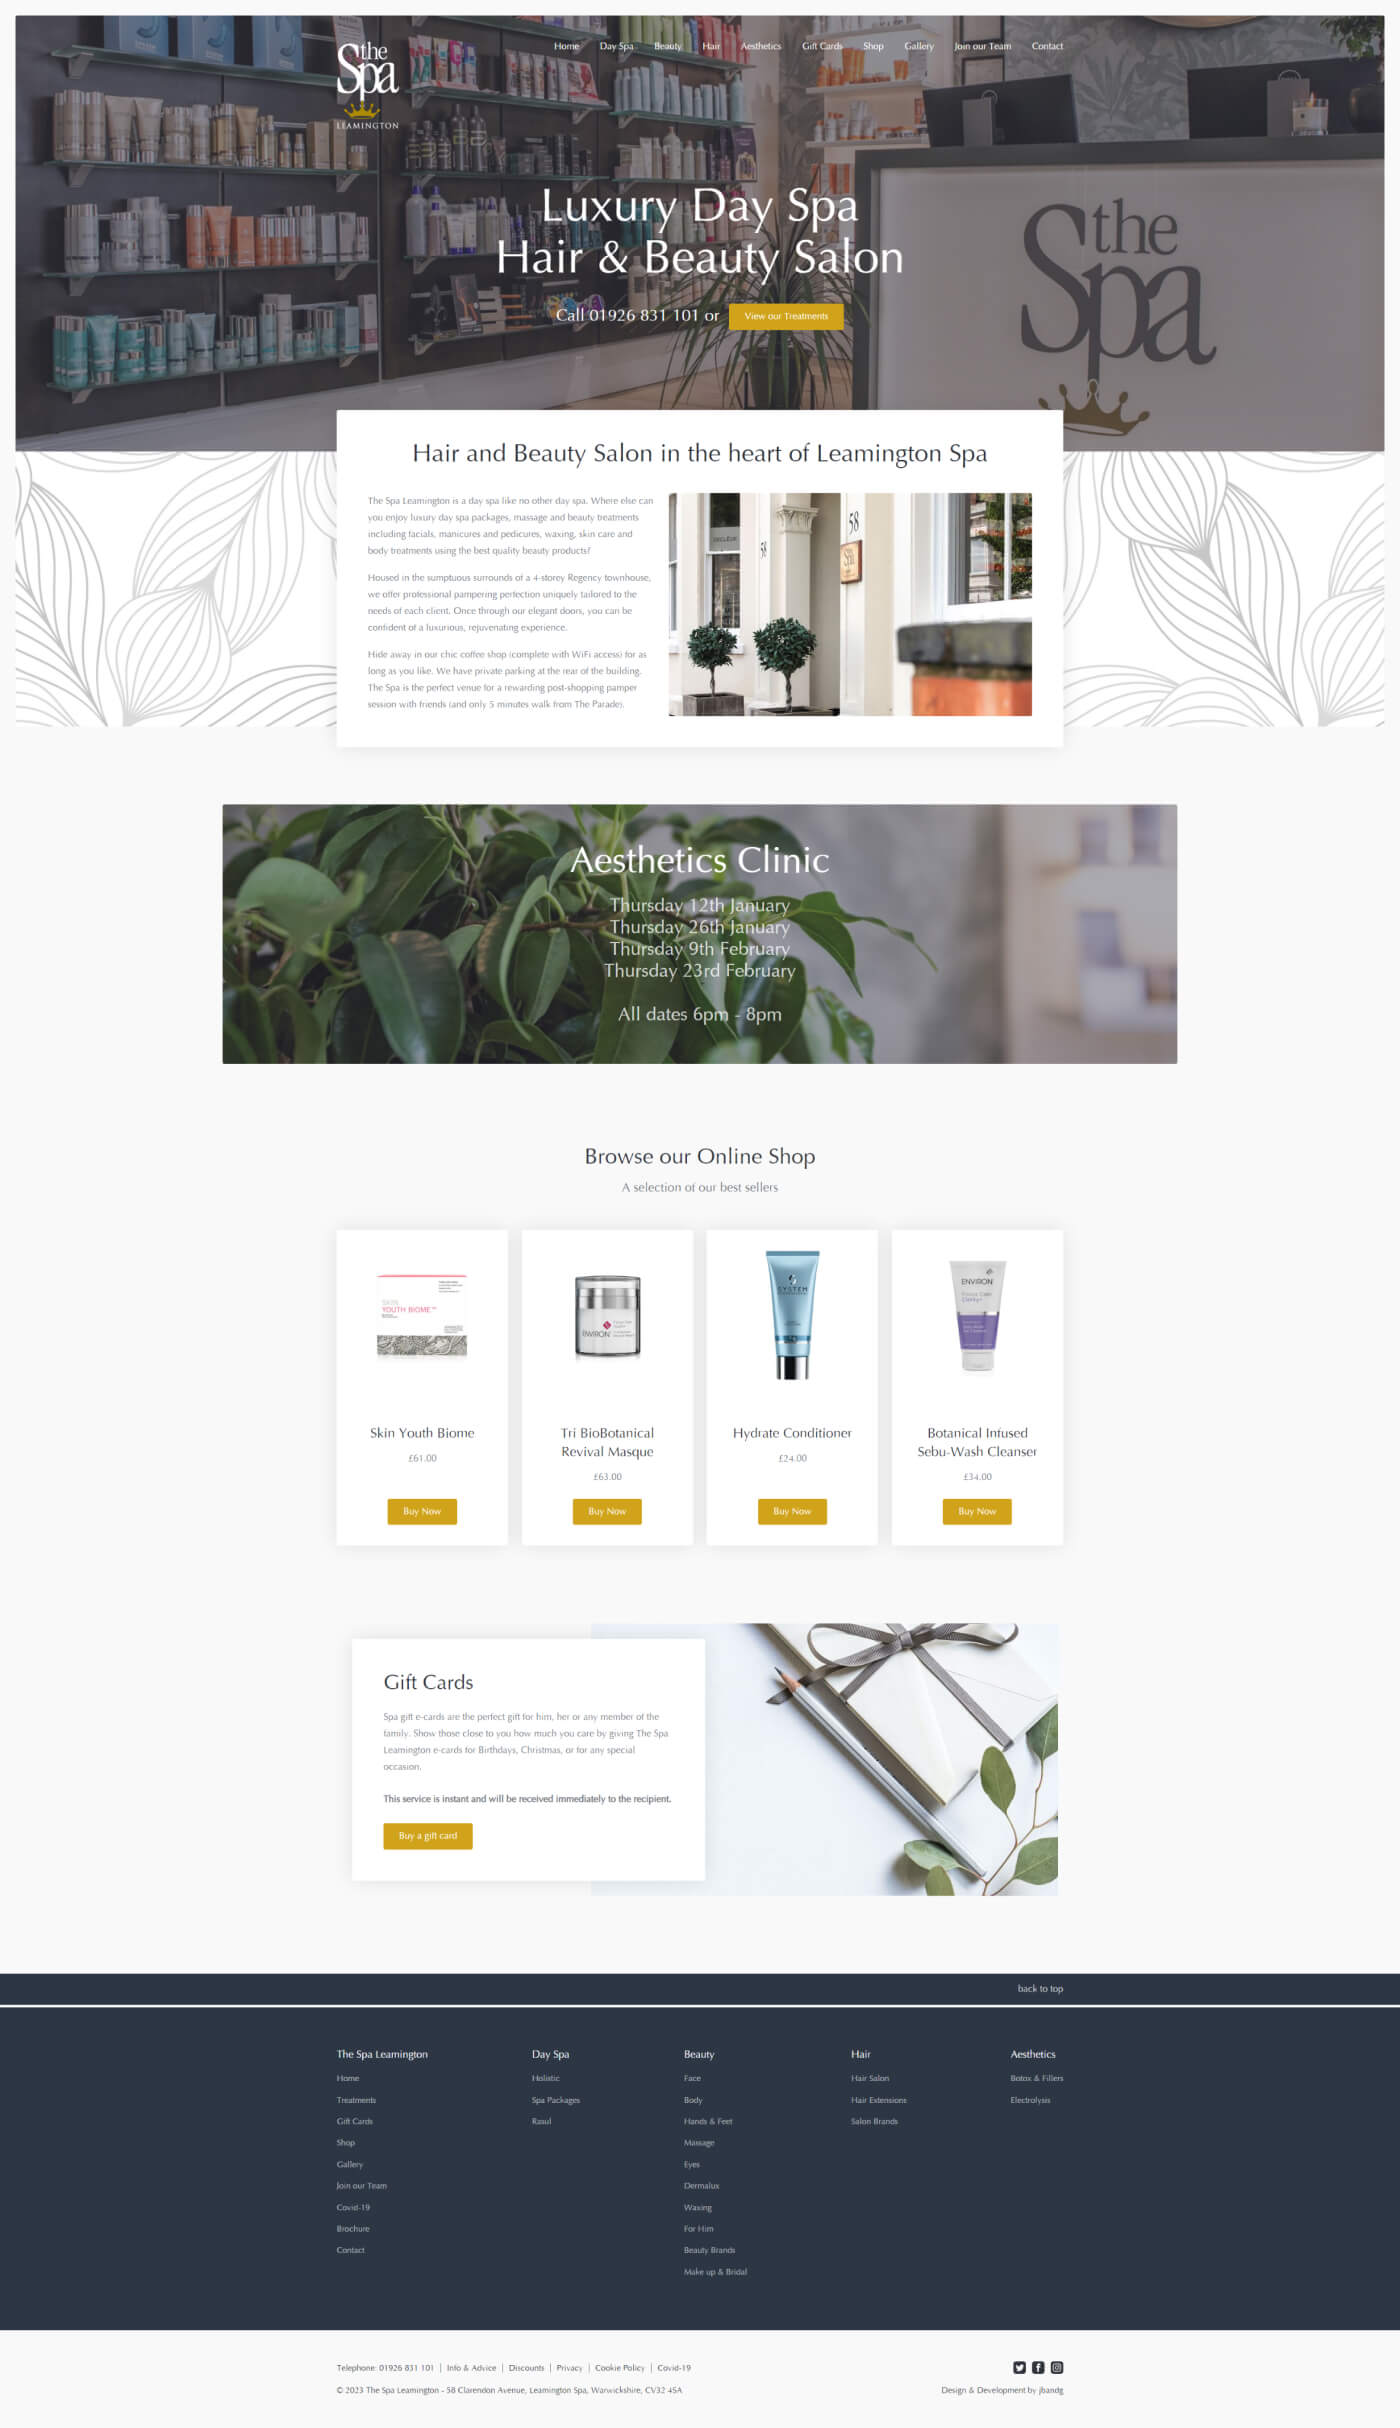 the
Spa
LEAMINGTON
Home Day Spa Beauty Hair Aesthetics Gift Cards Shop Gallery Join our Team Contact
the
Spa
Luxury Day Spa
Hair & Beauty Salon
Call 01926 831 101 or View our Treatments
Hair and Beauty Salon in the heart of Leamington Spa
The Spa Leamington is a day spa like no other day spa. Where else can
you enjoy luxury day spa packages, massage and beauty treatments
including facials, manicures and pedicures, waxing, skin care and
body treatments using the best quality beauty products?
Housed in the sumptuous surrounds of a 4-storey Regency townhouse,
we offer professional pampering perfection uniquely tailored to the
needs of each client. Once through our elegant doors, you can be
confident of a luxurious, rejuvenating experience.
Hide away in our chic coffee shop (complete with WiFi access) for as
long as you like. We have private parking at the rear of the building.
The Spa is the perfect venue for a rewarding post-shopping pamper
session with friends (and only 5 minutes walk from The Parade).
DECLÉOR
58
58
the
Spa
Aesthetics Clinic
Thursday 12th January
Thursday 26th January
Thursday 9th February
Thursday 23rd February
All dates 6pm - 8pm
Browse our Online Shop
A selection of our best sellers
SKIN
YOUTH BIOME™
ENVIRON
SYSTEM
ENVIRON
Focus Care
Clarity+
Skin Youth Biome
£61.00
Buy Now
Tri BioBotanical
Revival Masque
£63.00
Buy Now
Hydrate Conditioner
£24.00
Buy Now
Botanical Infused
Sebu-Wash Cleanser
£34.00
Buy Now
Gift Cards
Spa gift e-cards are the perfect gift for him, her or any member of the
family. Show those close to you how much you care by giving The Spa
Leamington e-cards for Birthdays, Christmas, or for any special
occasion.
This service is instant and will be received immediately to the recipient.
Buy a gift card
back to top
The Spa Leamington
Home
Treatments
Gift Cards
Shop
Gallery
Join our Team
Covid-19
Brochure
Contact
Day Spa
Holistic
Spa Packages
Rasul
Beauty
Face
Body
Hands & Feet
Massage
Eyes
Dermalux
Waxing
For Him
Beauty Brands
Make up & Bridal
Hair
Hair Salon
Hair Extensions
Salon Brands
Aesthetics
Botox & Fillers
Electrolysis
Telephone: 01926 831 101 | Info & Advice | Discounts | Privacy | Cookie Policy | Covid-19
© 2023 The Spa Leamington - 58 Clarendon Avenue, Leamington Spa, Warwickshire, CV32 4SA
Design & Development by jbandg